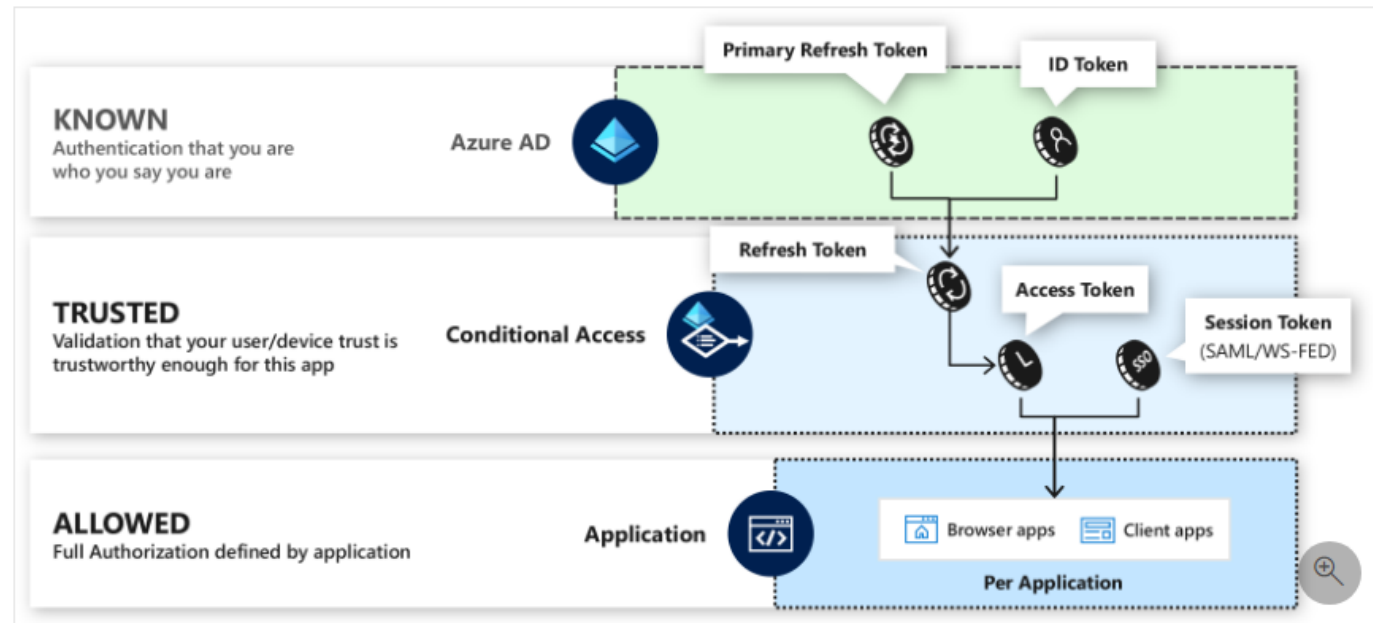 Primary Refresh Token
ID Token
KNOWN
Authentication that you are
who you say you are
Azure AD
Refresh Token
Access Token
Session Token
(SAML/WS-FED)
TRUSTED
Validation that your user/device trust is
trustworthy enough for this app
Conditional Access
L
SSO
ALLOWED
Full Authorization defined by application
Application
</>
Browser apps
Client apps
Per Application